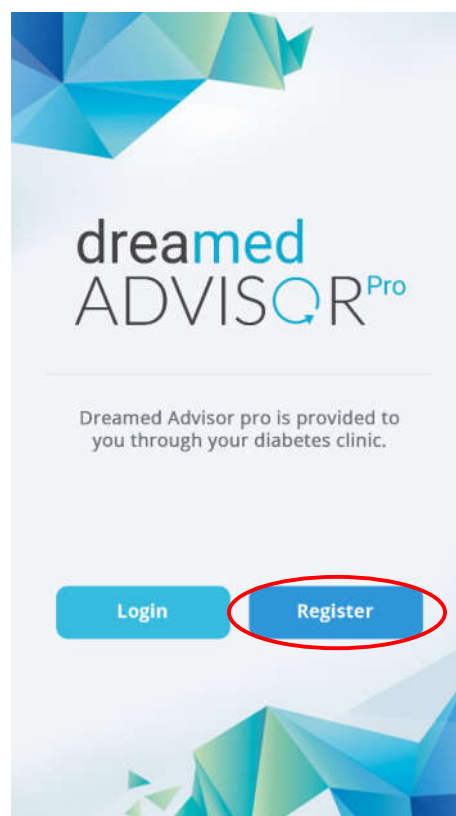 dreamed
ADVISOR Pro
Dreamed Advisor pro is provided to
you through your diabetes clinic.
Login Register